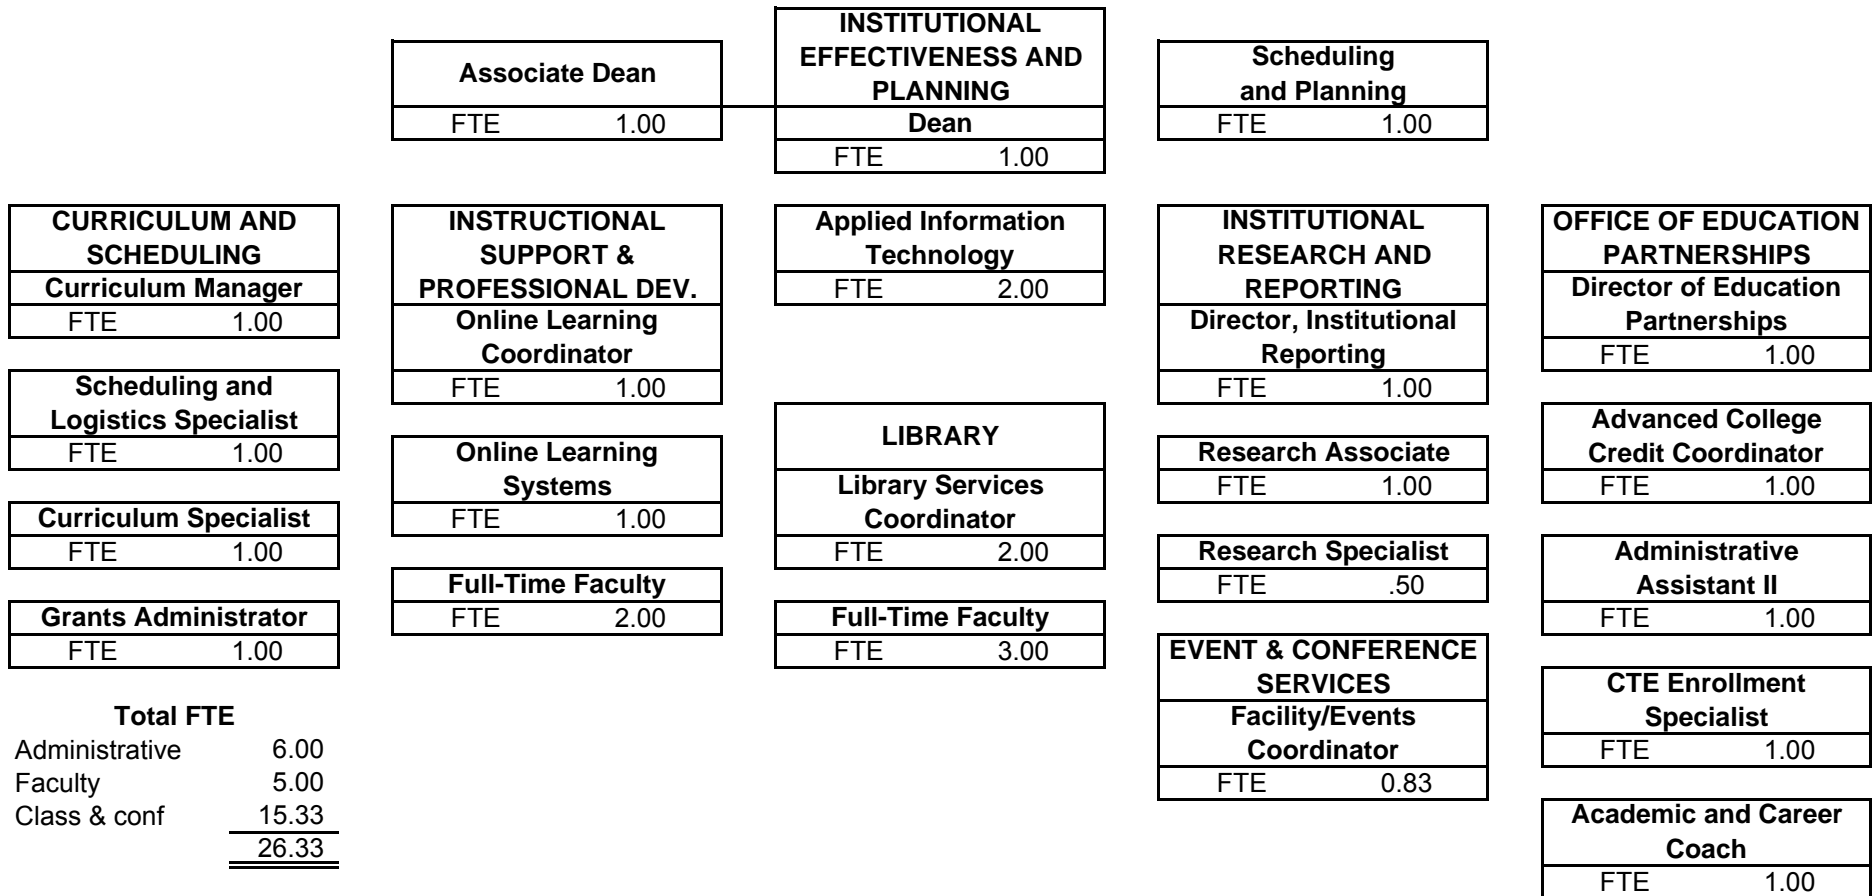 Associate Dean
FTE 1.00
INSTITUTIONAL
EFFECTIVENESS AND
PLANNING
Dean
FTE 1.00
Scheduling
and Planning
FTE 1.00
CURRICULUM AND
SCHEDULING
Curriculum Manager
FTE 1.00
Scheduling and
Logistics Specialist
FTE 1.00
Curriculum Specialist
FTE 1.00
Grants Administrator
FTE 1.00
INSTRUCTIONAL
SUPPORT &
PROFESSIONAL DEV.
Online Learning
Coordinator
FTE 1.00
Online Learning
Systems
FTE 1.00
Full-Time Faculty
FTE 2.00
Applied Information
Technology
FTE 2.00
LIBRARY
Library Services
Coordinator
FTE 2.00
Full-Time Faculty
FTE 3.00
INSTITUTIONAL
RESEARCH AND
REPORTING
Director, Institutional
Reporting
FTE 1.00
Research Associate
FTE 1.00
Research Specialist
FTE .50
EVENT & CONFERENCE
SERVICES
Facility/Events
Coordinator
FTE 0.83
OFFICE OF EDUCATION
PARTNERSHIPS
Director of Education
Partnerships
FTE 1.00
Advanced College
Credit Coordinator
FTE 1.00
Administrative
Assistant II
FTE 1.00
CTE Enrollment
Specialist
FTE 1.00
Academic and Career
Coach
FTE 1.00
Total FTE
Administrative 6.00
Faculty 5.00
Class & conf 15.33
26.33